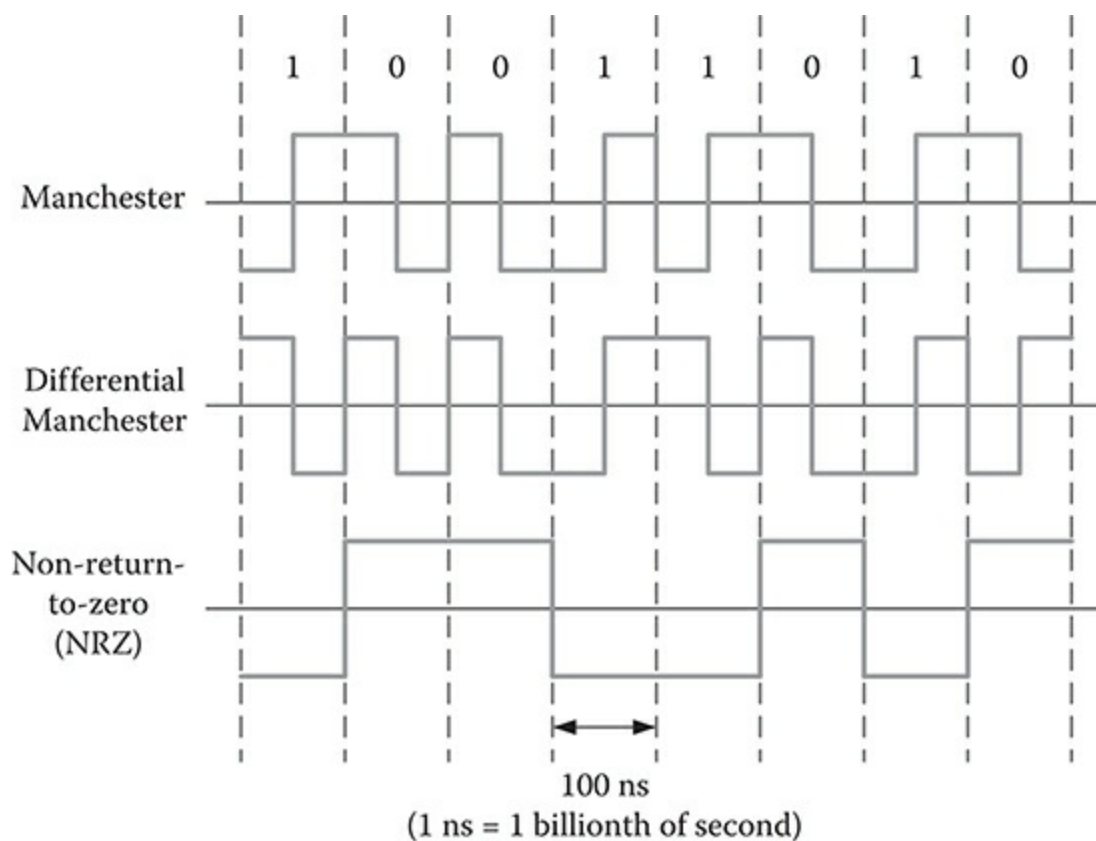 1 0 0 1 1 0 1 0
Manchester
Differential
Manchester
Non-return-
to-zero
(NRZ)
100 ns
(1 ns = 1 billionth of second)